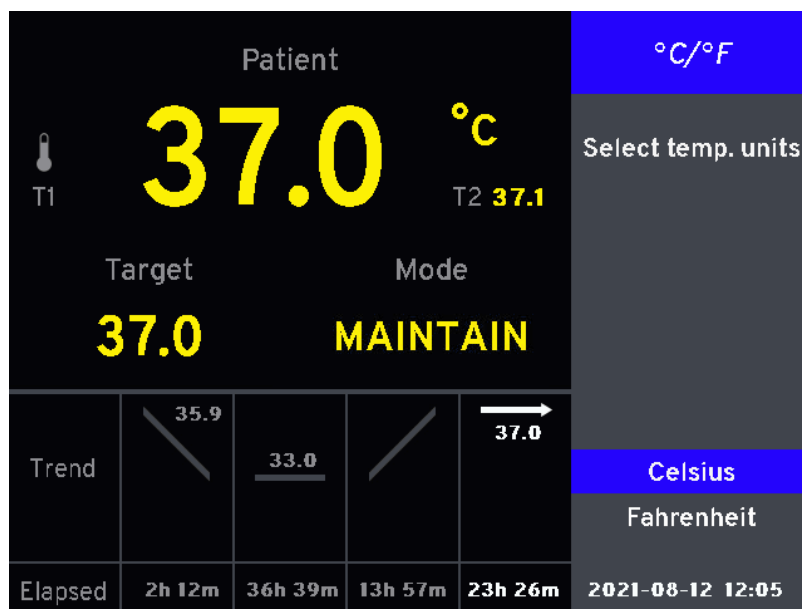 Patient
°C/°F
37.0 °C
Select temp. units
T1
T2 37.1
Target
Mode
37.0
MAINTAIN
35.9
37.0
Trend
33.0
Celsius
Fahrenheit
Elapsed
2h 12m
36h 39m
13h 57m
23h 26m
2021-08-12 12:05